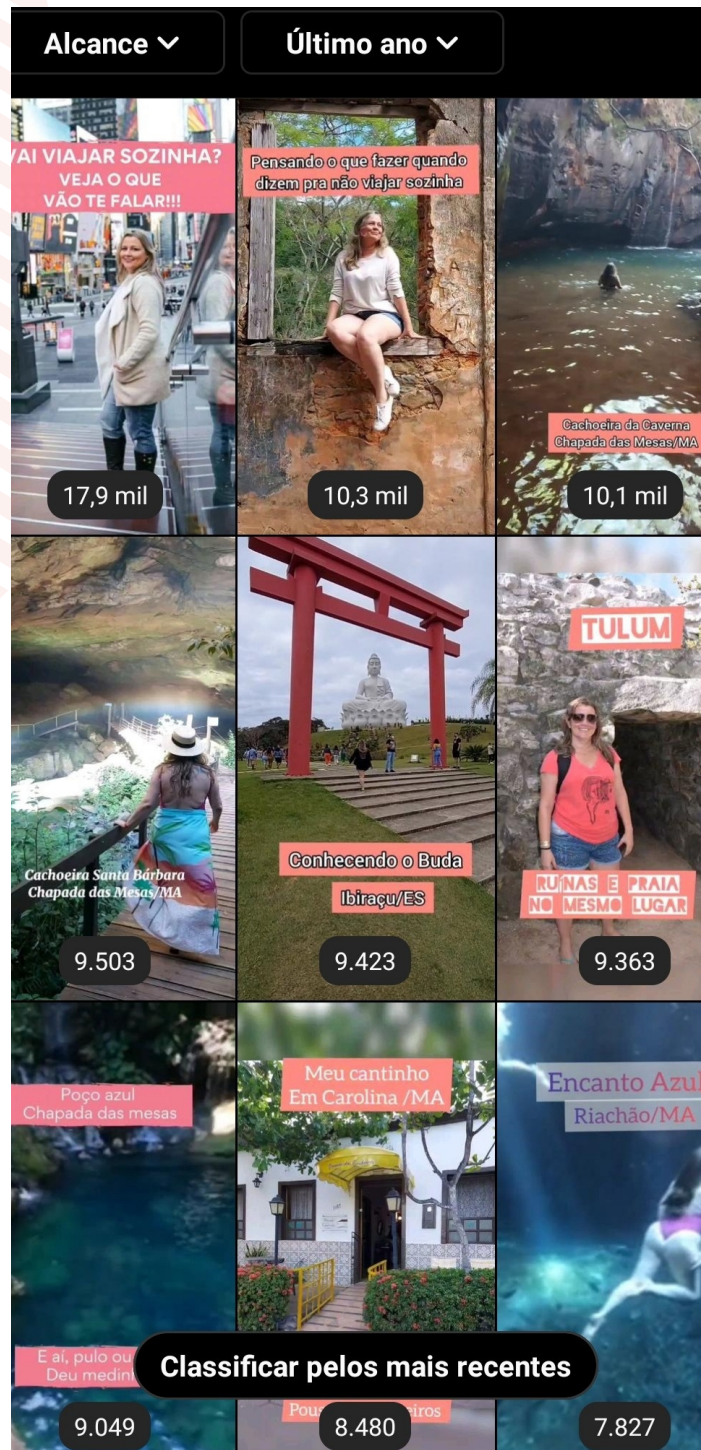 Alcance
Último ano
VAI VIAJAR SOZINHA?
VEJA O QUE
VÃO TE FALAR!!!
17,9 mil
Pensando o que fazer quando
dizem pra não viajar sozinha
10,3 mil
Cachoeira da Caverna
Chapada das Mesas/MA
10,1 mil
Cachoeira Santa Bárbara
Chapada das Mesas/MA
9.503
Conhecendo o Buda
Ibiraçu/ES
9.423
TULUM
RUÍNAS E PRAIA
NO MESMO LUGAR
9.363
Poço azul
Chapada das mesas
E aí, pulo ou
Deu
9.049
Meu cantinho
Em Carolina /MA
8.480
Encanto Azul
Riachão/MA
7.827
Classificar pelos mais recentes